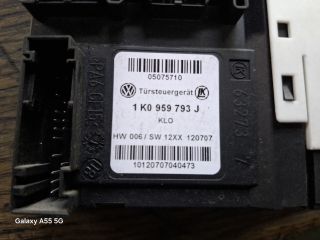 05075710
Türsteuergerät
1K0 959 793 J
KLO
HW 006 / SW 12XX 120707
10120707040473
Galaxy A55 5G